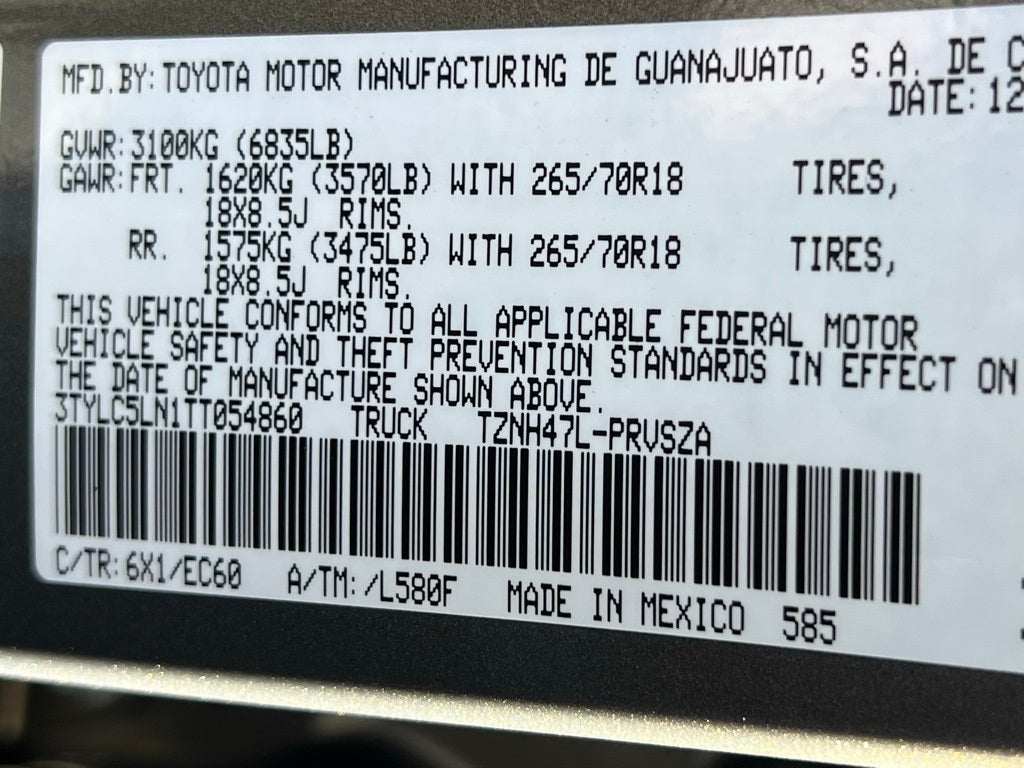 MFD.BY:TOYOTA MOTOR MANUFACTURING DE GUANAJUATO, S.A. DE C
DATE:12
GVWR:3100KG (6835LB)
GAWR:FRT. 1620KG (3570LB) WITH 265/70R18 TIRES,
18X8.5J RIMS.
RR. 1575KG (3475LB) WITH 265/70R18 TIRES,
18X8.5J RIMS.
THIS VEHICLE CONFORMS TO ALL APPLICABLE FEDERAL MOTOR
VEHICLE SAFETY AND THEFT PREVENTION STANDARDS IN EFFECT ON
THE DATE OF MANUFACTURE SHOWN ABOVE.
3TYLC5LN1TT054860 TRUCK TZNH47L-PRVSZA
C/TR:6X1/EC60 A/TM:/L580F MADE IN MEXICO 585